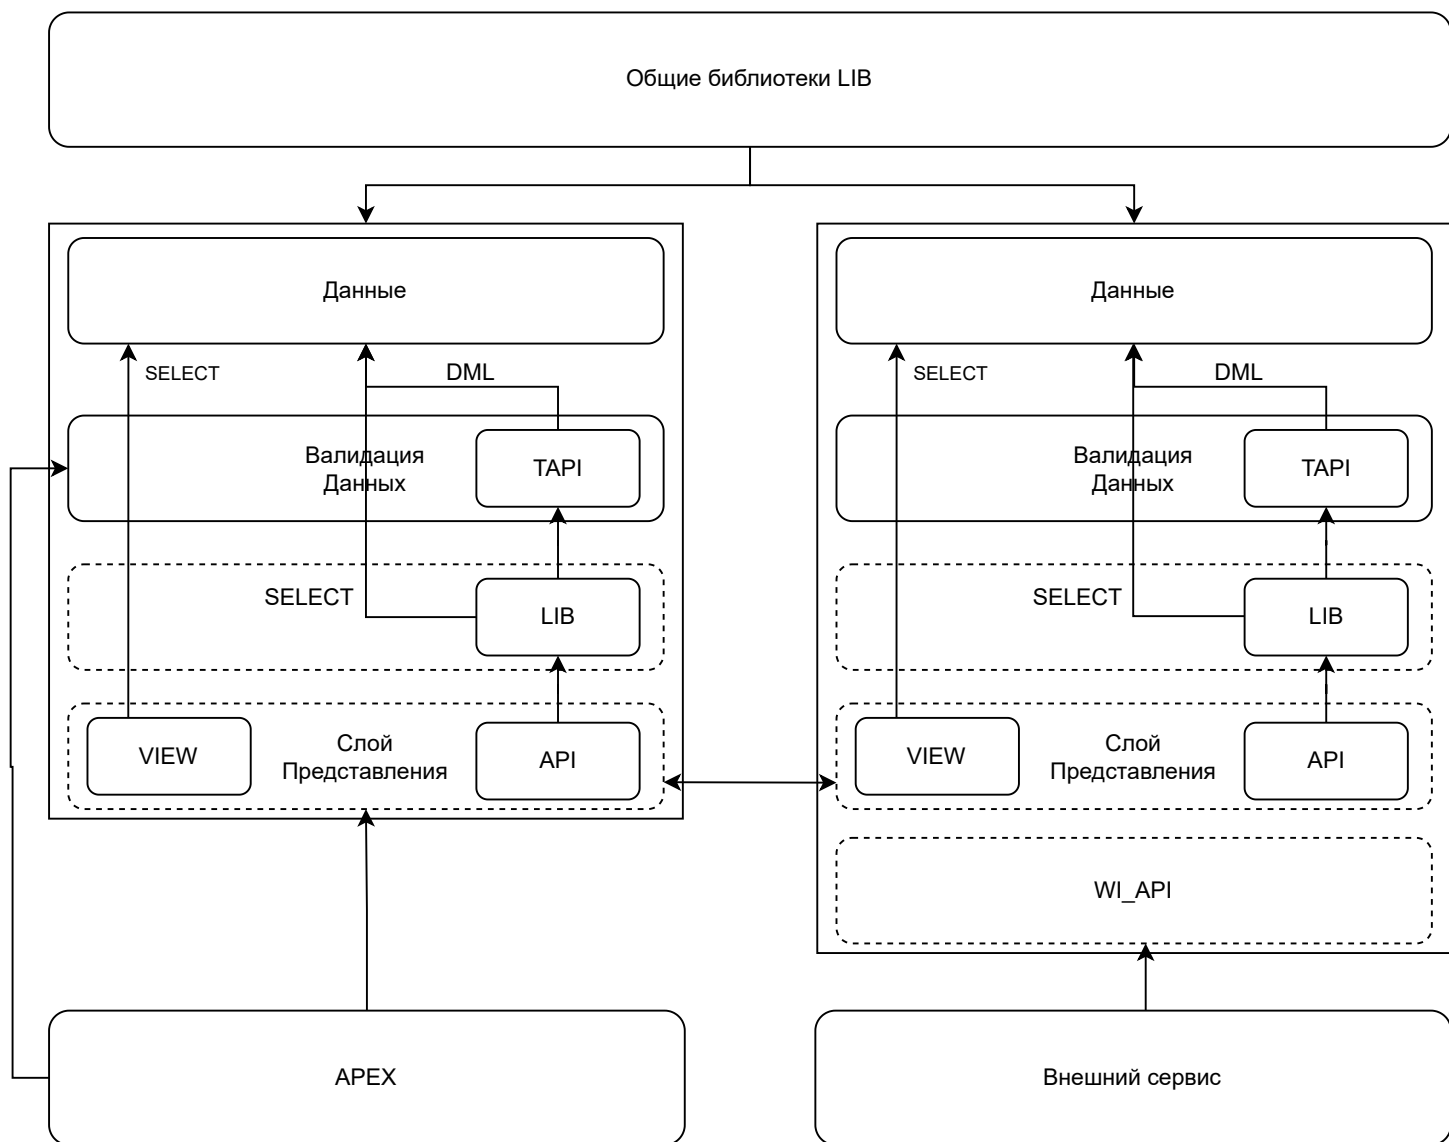 Общие библиотеки LIB
Данные
SELECT
DML
Валидация
Данных
TAPI
SELECT
LIB
VIEW
Слой
Представления
API
Данные
SELECT
DML
Валидация
Данных
TAPI
SELECT
LIB
VIEW
Слой
Представления
API
WI_API
APEX
Внешний сервис